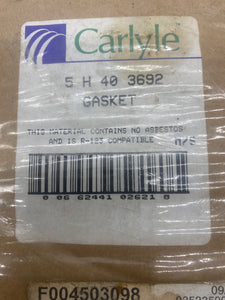 Carlyle
5 H 40 3692
GASKET
THIS MATERIAL CONTAINS NO ASBESTOS
AND IS R-123 COMPATIBLE n/s
0 06 62441 02621 8
F004503098